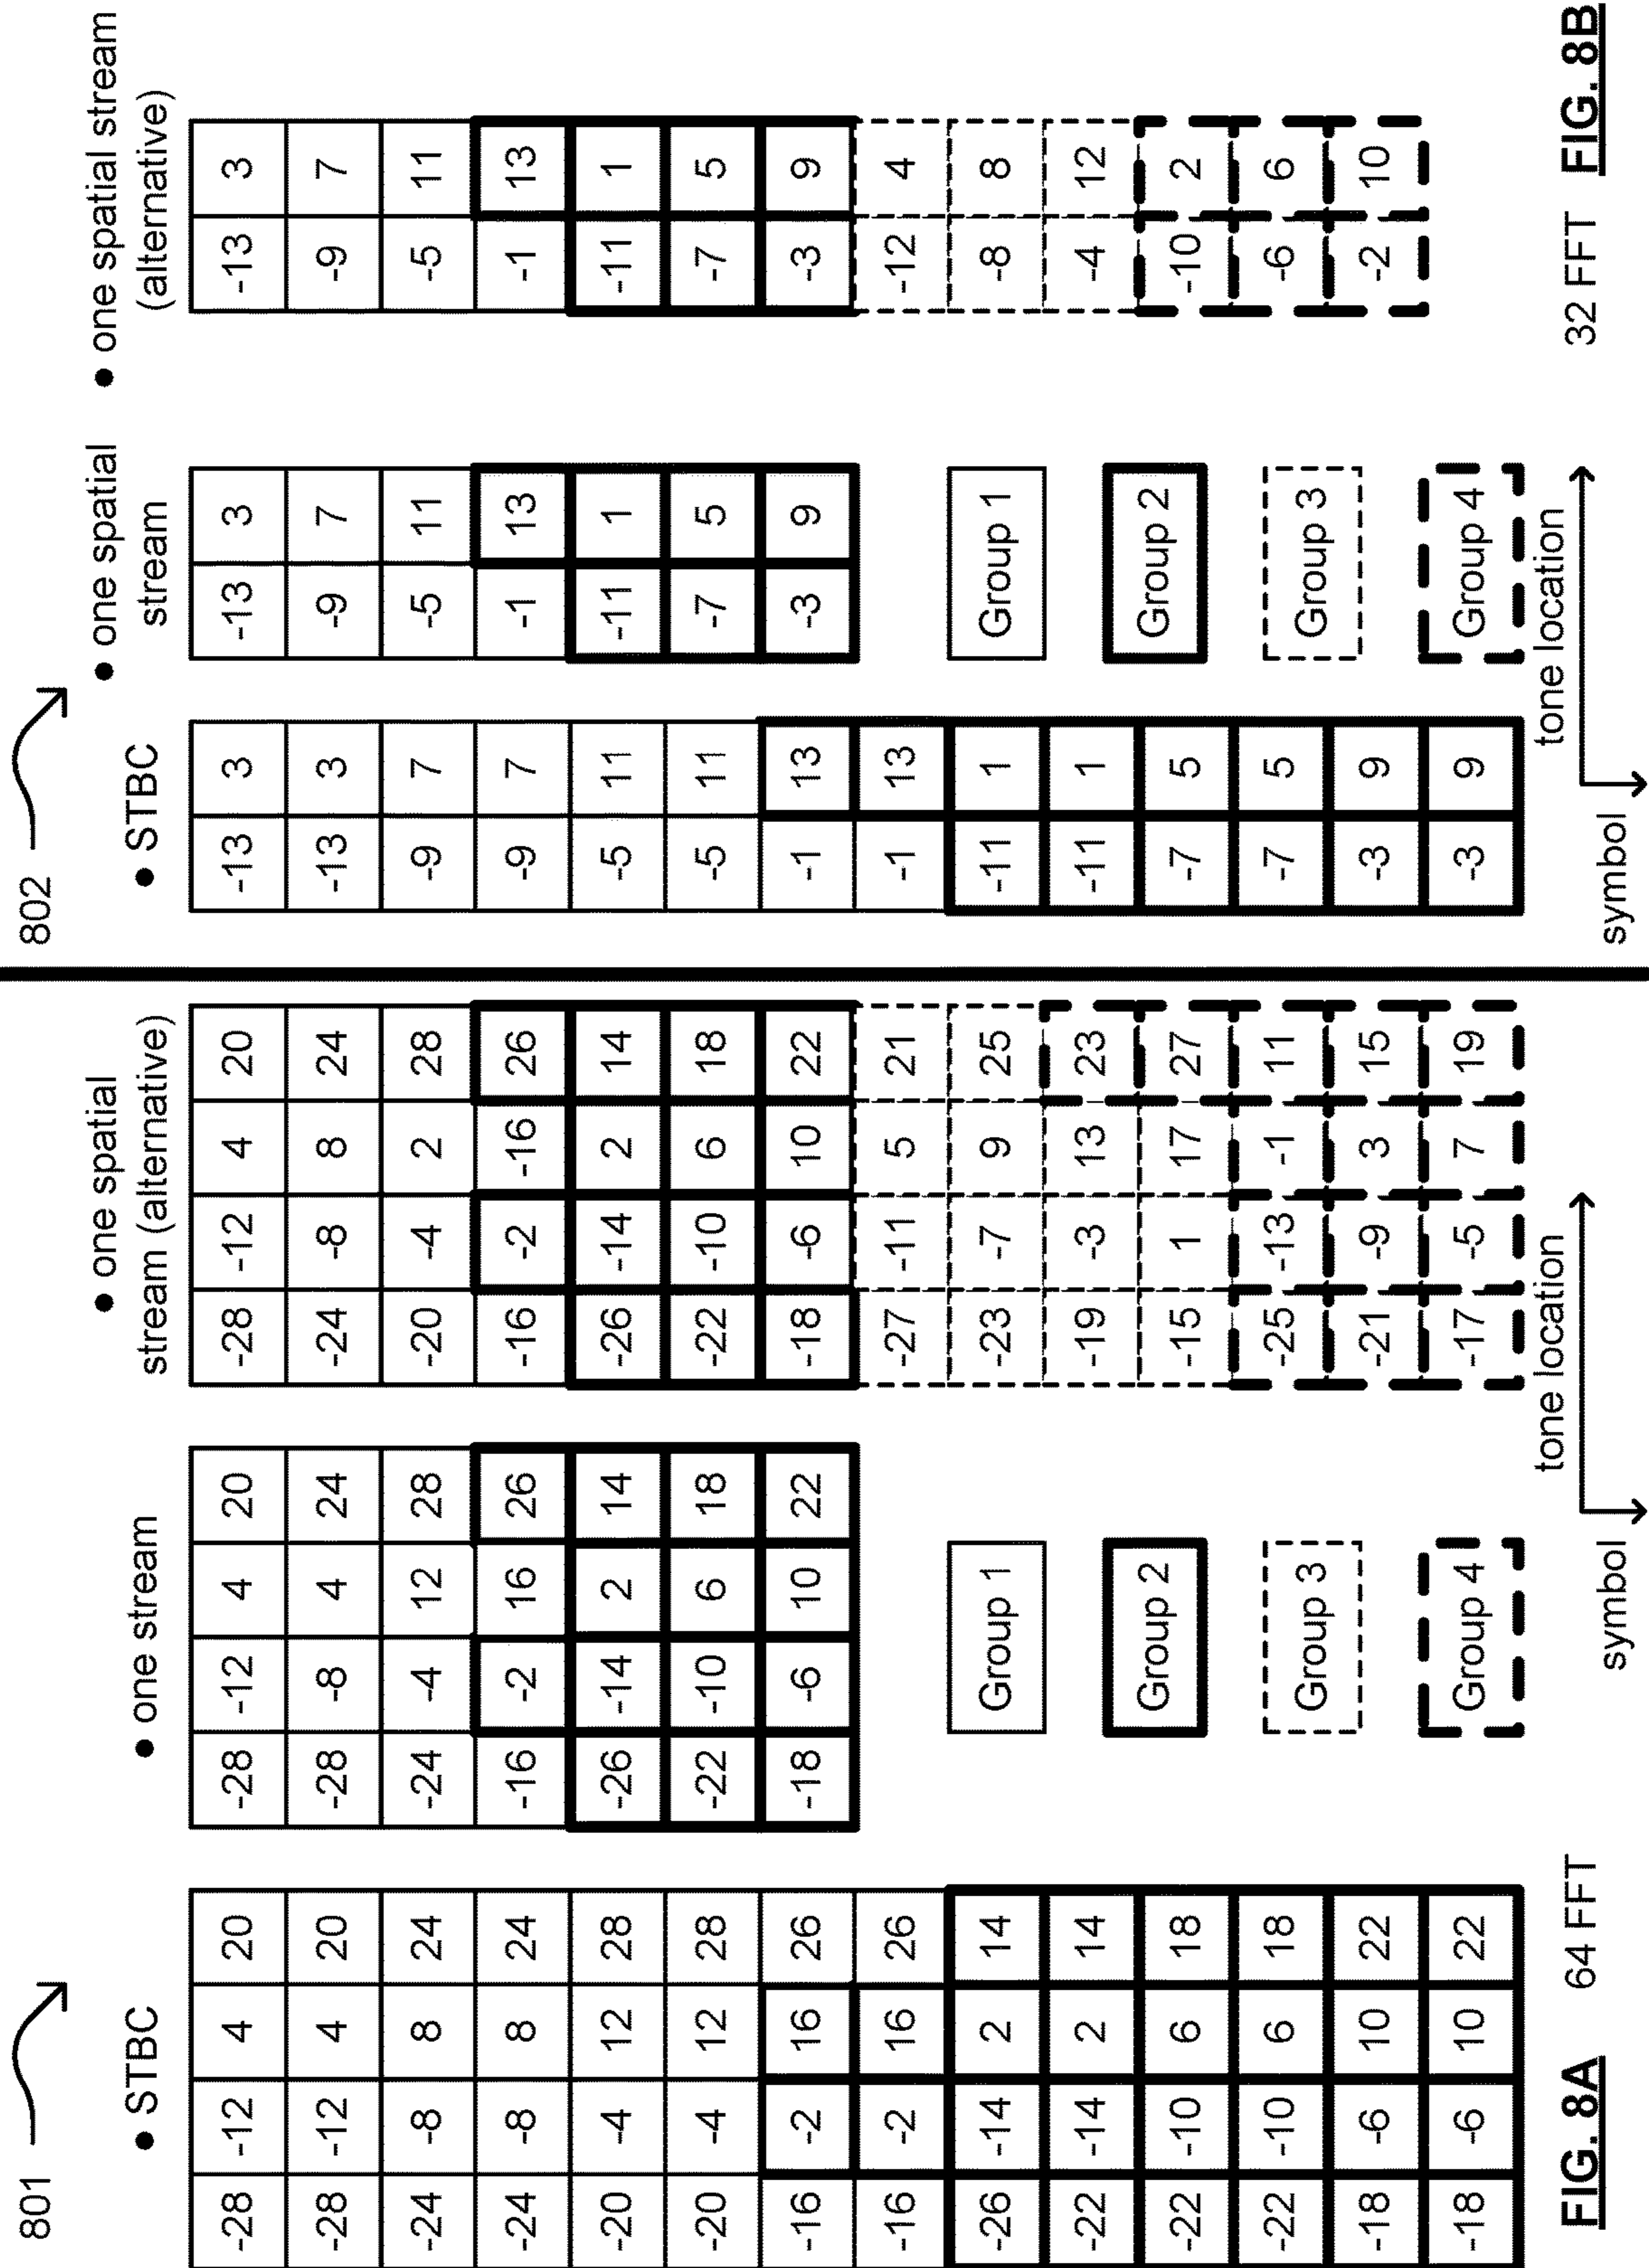 801
• STBC
-28 -12 4 20
-28 -12 4 20
-24 -8 8 24
-24 -8 8 24
-20 -4 12 28
-20 -4 12 28
-16 -2 16 26
-16 -2 16 26
-26 -14 2 14
-22 -14 2 14
-22 -10 6 18
-22 -10 6 18
-18 -6 10 22
-18 -6 10 22
• one stream
-28 -12 4 20
-28 -8 4 24
-24 -4 12 28
-16 -2 16 26
-26 -14 2 14
-22 -10 6 18
-18 -6 10 22
Group 1
Group 2
Group 3
Group 4
• one spatial
stream (alternative)
-28 -12 4 20
-24 -8 8 24
-20 -4 2 28
-16 -2 -16 26
-26 -14 2 14
-22 -10 6 18
-18 -6 10 22
-27 -11 5 21
-23 -7 9 25
-19 -3 13 23
-15 1 17 27
-25 -13 -1 11
-21 -9 3 15
-17 -5 7 19
symbol
tone location
FIG. 8A
64 FFT
802
• STBC
-13 3
-13 3
-9 7
-9 7
-5 11
-5 11
-1 13
-1 13
-11 1
-11 1
-7 5
-7 5
-3 9
-3 9
• one spatial
stream
-13 3
-9 7
-5 11
-1 13
-11 1
-7 5
-3 9
Group 1
Group 2
Group 3
Group 4
• one spatial stream
(alternative)
-13 3
-9 7
-5 11
-1 13
-11 1
-7 5
-3 9
-12 4
-8 8
-4 12
-10 2
-6 6
-2 10
symbol
tone location
32 FFT
FIG. 8B